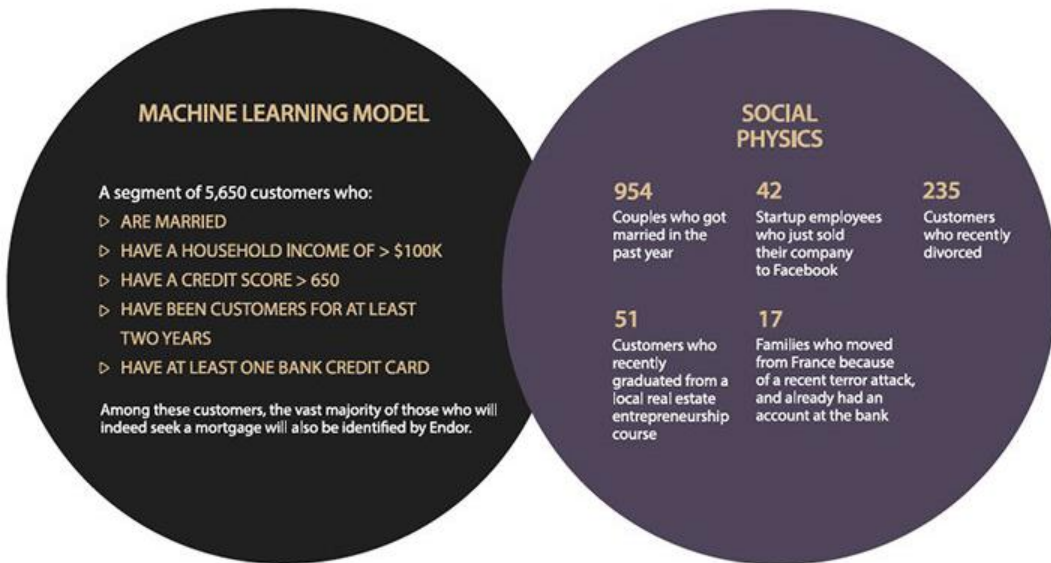 MACHINE LEARNING MODEL
A segment of 5,650 customers who:
▷ ARE MARRIED
▷ HAVE A HOUSEHOLD INCOME OF > $100K
▷ HAVE A CREDIT SCORE > 650
▷ HAVE BEEN CUSTOMERS FOR AT LEAST
TWO YEARS
▷ HAVE AT LEAST ONE BANK CREDIT CARD
Among these customers, the vast majority of those who will
indeed seek a mortgage will also be identified by Endor.
SOCIAL
PHYSICS
954
Couples who got
married in the
past year
42
Startup employees
who just sold
their company
to Facebook
235
Customers
who recently
divorced
51
Customers who
recently
graduated from a
local real estate
entrepreneurship
course
17
Families who moved
from France because
of a recent terror attack,
and already had an
account at the bank